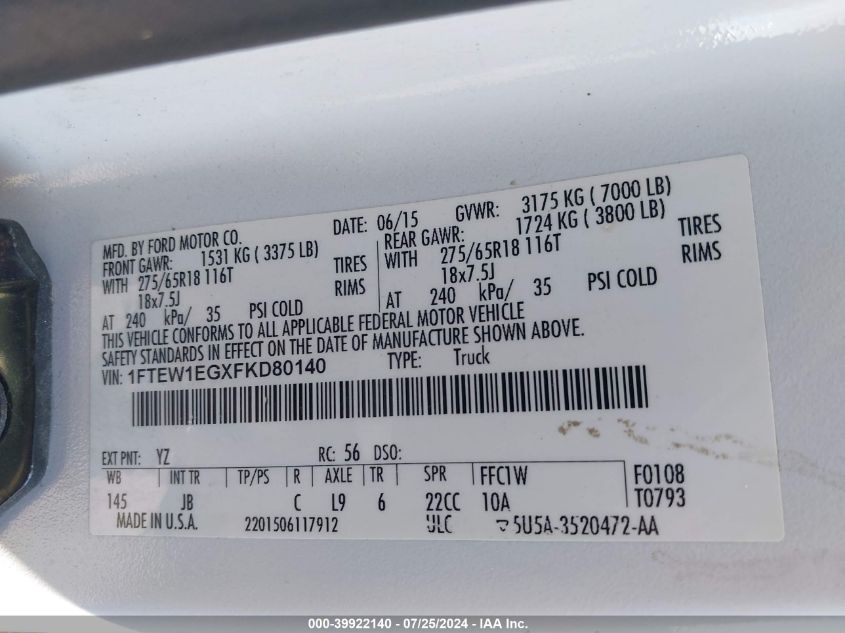 MFD. BY FORD MOTOR CO. DATE: 06/15 GVWR: 3175 KG ( 7000 LB)
FRONT GAWR: 1531 KG ( 3375 LB) REAR GAWR: 1724 KG ( 3800 LB)
WITH 275/65R18 116T TIRES WITH 275/65R18 116T TIRES
18x7.5J RIMS 18x7.5J RIMS
AT 240 kPa/ 35 PSI COLD AT 240 kPa/ 35 PSI COLD
THIS VEHICLE CONFORMS TO ALL APPLICABLE FEDERAL MOTOR VEHICLE
SAFETY STANDARDS IN EFFECT ON THE DATE OF MANUFACTURE SHOWN ABOVE.
VIN: 1FTEW1EGXFKD80140 TYPE: Truck
EXT PNT: YZ RC: 56 DSO:
WB INT TR TP/PS R AXLE TR SPR FFC1W F0108
145 JB C L9 6 22CC 10A T0793
MADE IN U.S.A. 2201506117912 ULC 5U5A-3520472-AA
000-39922140 - 07/25/2024 - IAA Inc.